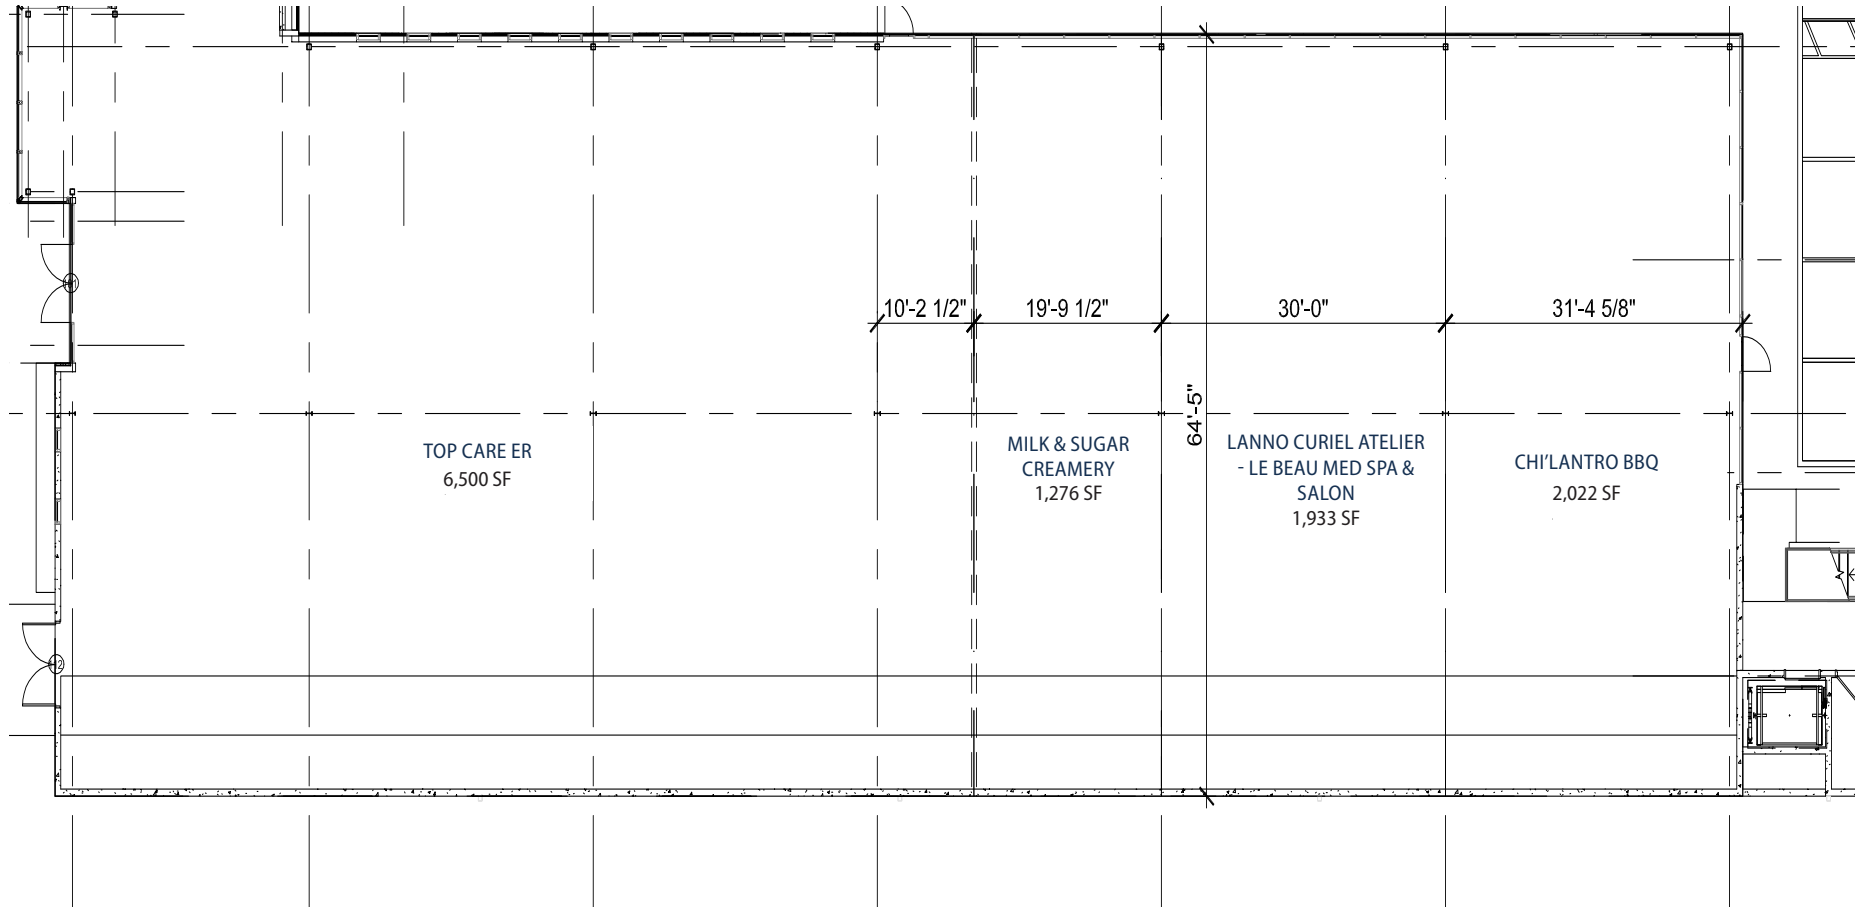 10'-2 1/2"
19'-9 1/2"
30'-0"
31'-4 5/8"
64'-5"
TOP CARE ER
6,500 SF
MILK & SUGAR
CREAMERY
1,276 SF
LANNO CURIEL ATELIER
- LE BEAU MED SPA &
SALON
1,933 SF
CHI'LANTRO BBQ
2,022 SF